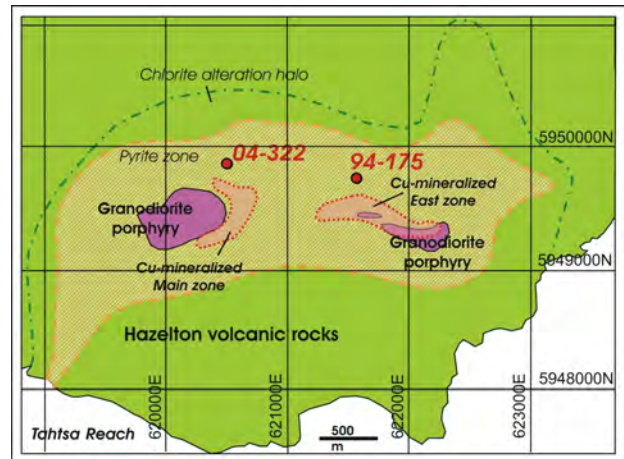 Chlorite alteration halo
5950000N
Pyrite zone
04-322
94-175
Cu-mineralized
East zone
Granodiorite
porphyry
Granodiorite
porphyry
Cu-mineralized
Main zone
5949000N
Hazelton volcanic rocks
5948000N
620000E
621000E
622000E
623000E
Tahtsa Reach
500
m